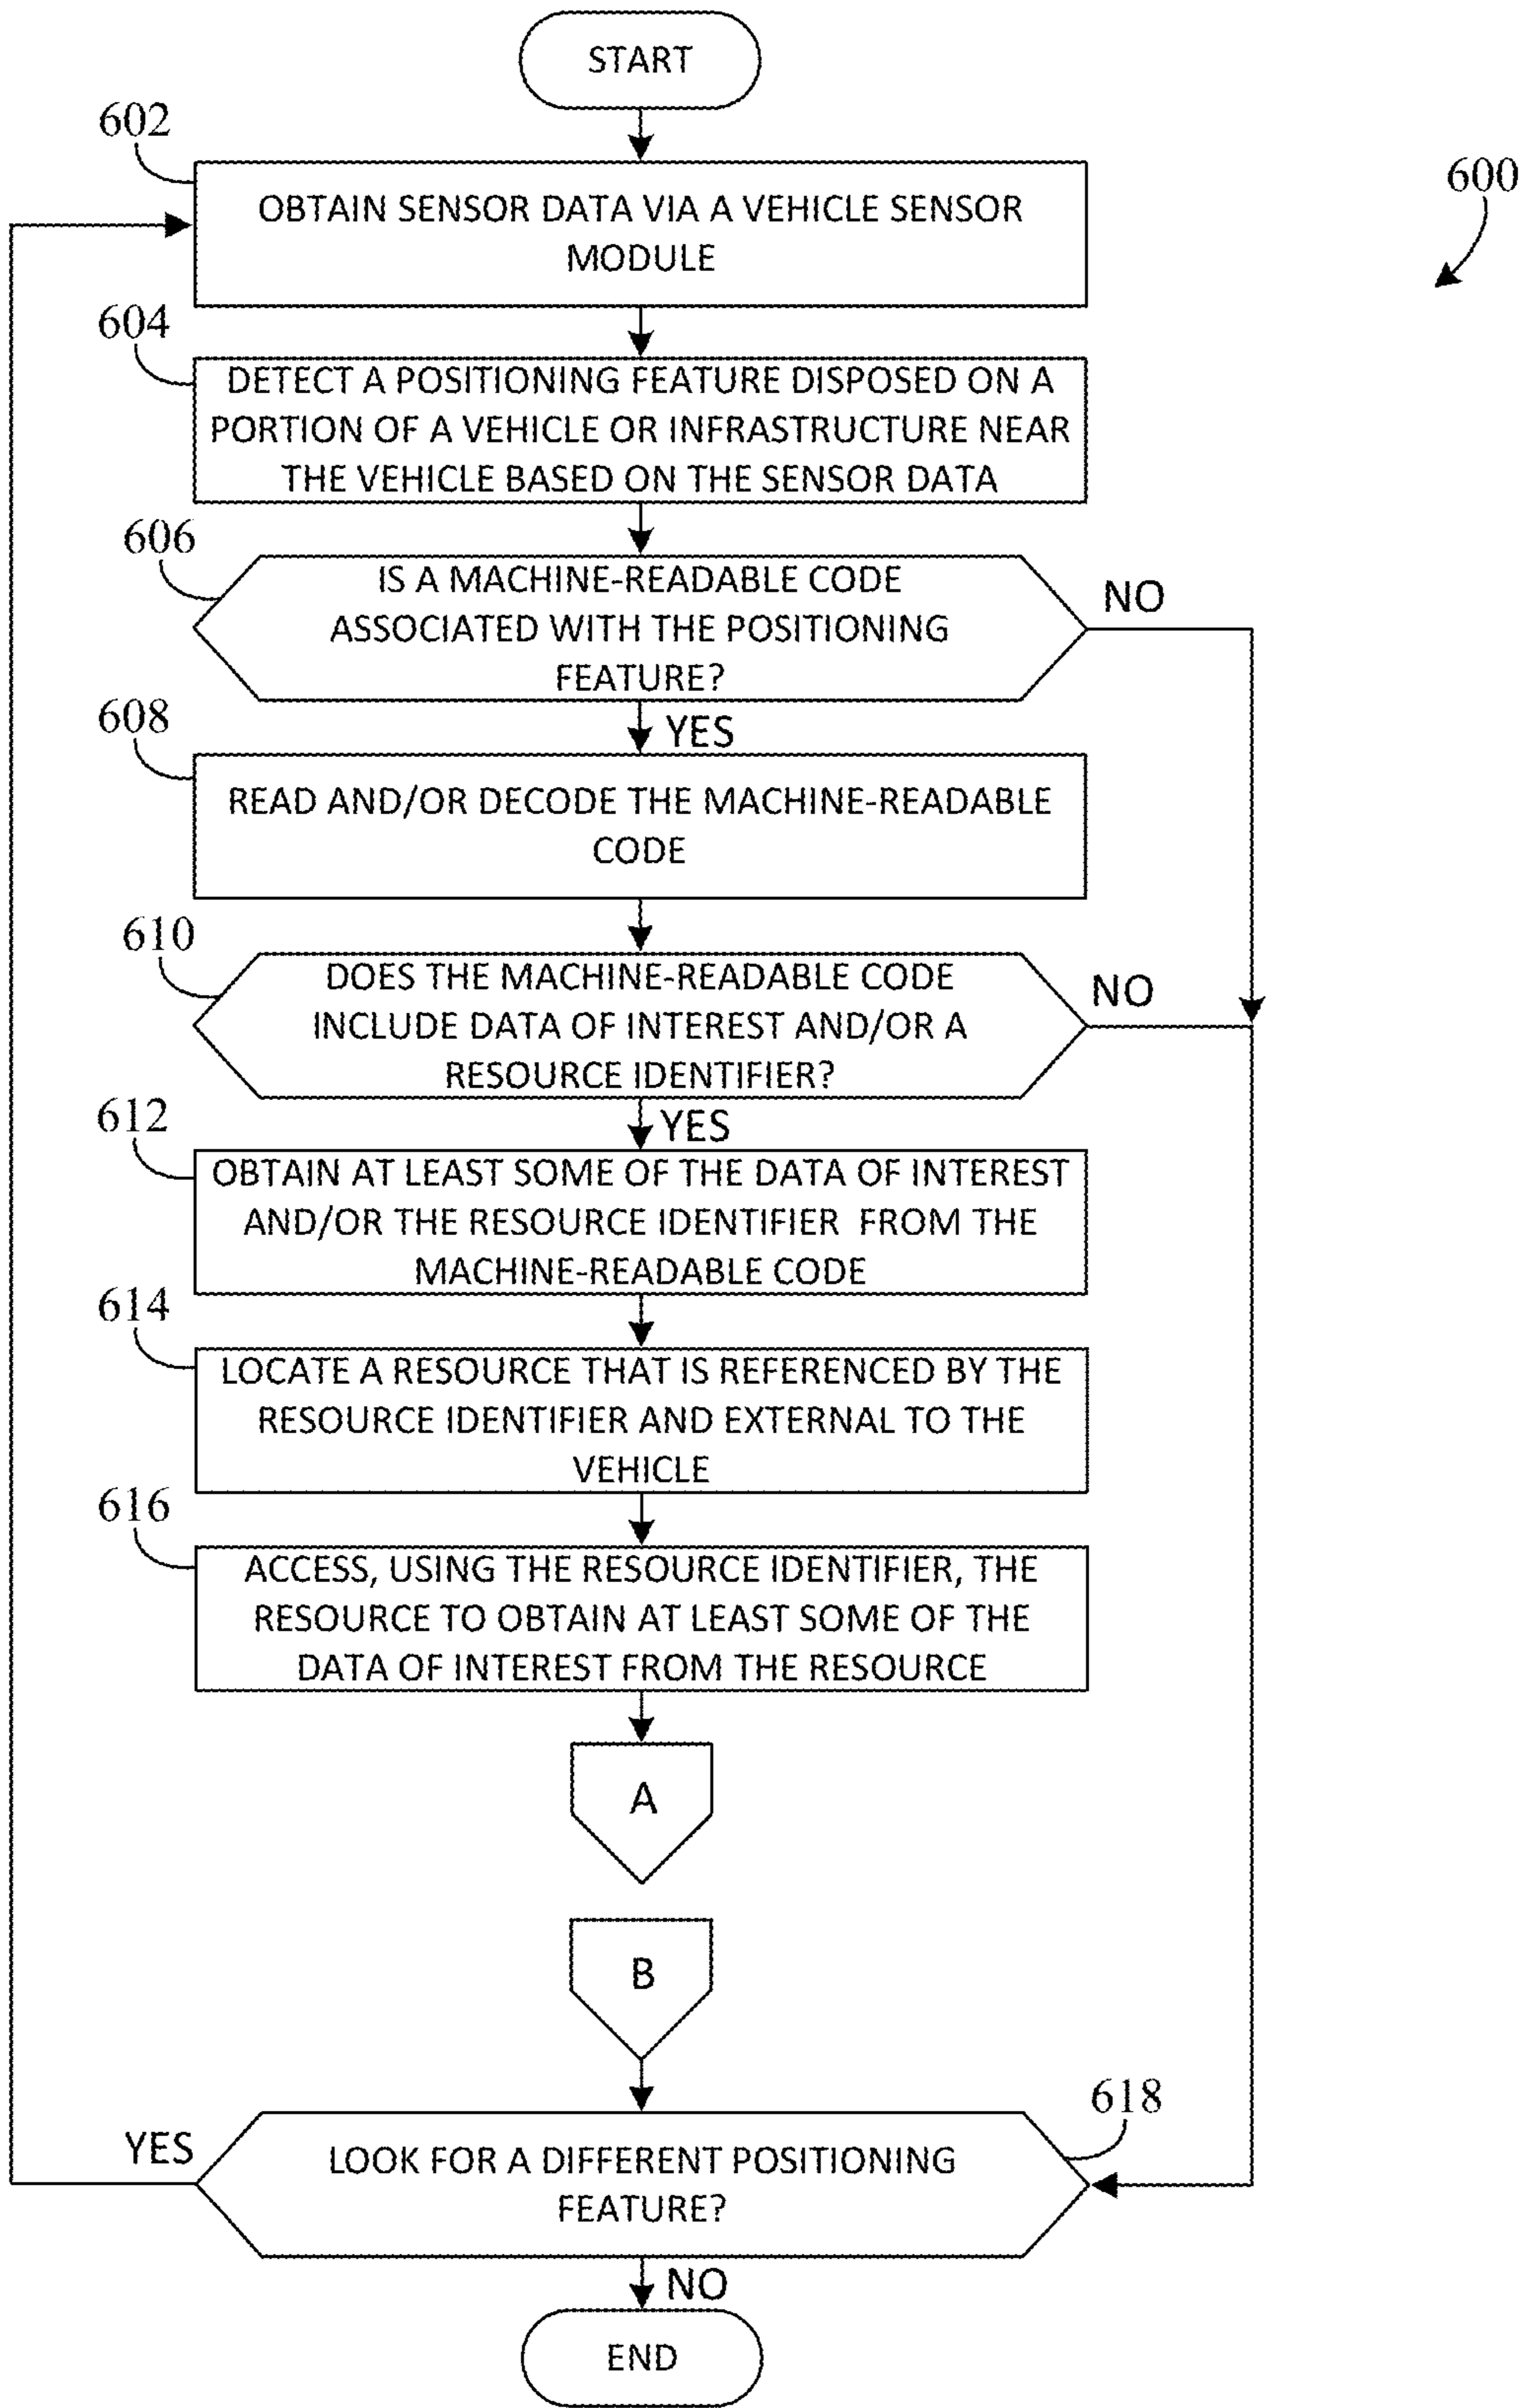 START
602
600
OBTAIN SENSOR DATA VIA A VEHICLE SENSOR
MODULE
604
DETECT A POSITIONING FEATURE DISPOSED ON A
PORTION OF A VEHICLE OR INFRASTRUCTURE NEAR
THE VEHICLE BASED ON THE SENSOR DATA
606
IS A MACHINE-READABLE CODE
ASSOCIATED WITH THE POSITIONING
FEATURE?
NO
YES
608
READ AND/OR DECODE THE MACHINE-READABLE
CODE
610
DOES THE MACHINE-READABLE CODE
INCLUDE DATA OF INTEREST AND/OR A
RESOURCE IDENTIFIER?
NO
YES
612
OBTAIN AT LEAST SOME OF THE DATA OF INTEREST
AND/OR THE RESOURCE IDENTIFIER FROM THE
MACHINE-READABLE CODE
614
LOCATE A RESOURCE THAT IS REFERENCED BY THE
RESOURCE IDENTIFIER AND EXTERNAL TO THE
VEHICLE
616
ACCESS, USING THE RESOURCE IDENTIFIER, THE
RESOURCE TO OBTAIN AT LEAST SOME OF THE
DATA OF INTEREST FROM THE RESOURCE
A
B
618
YES
LOOK FOR A DIFFERENT POSITIONING
FEATURE?
NO
END